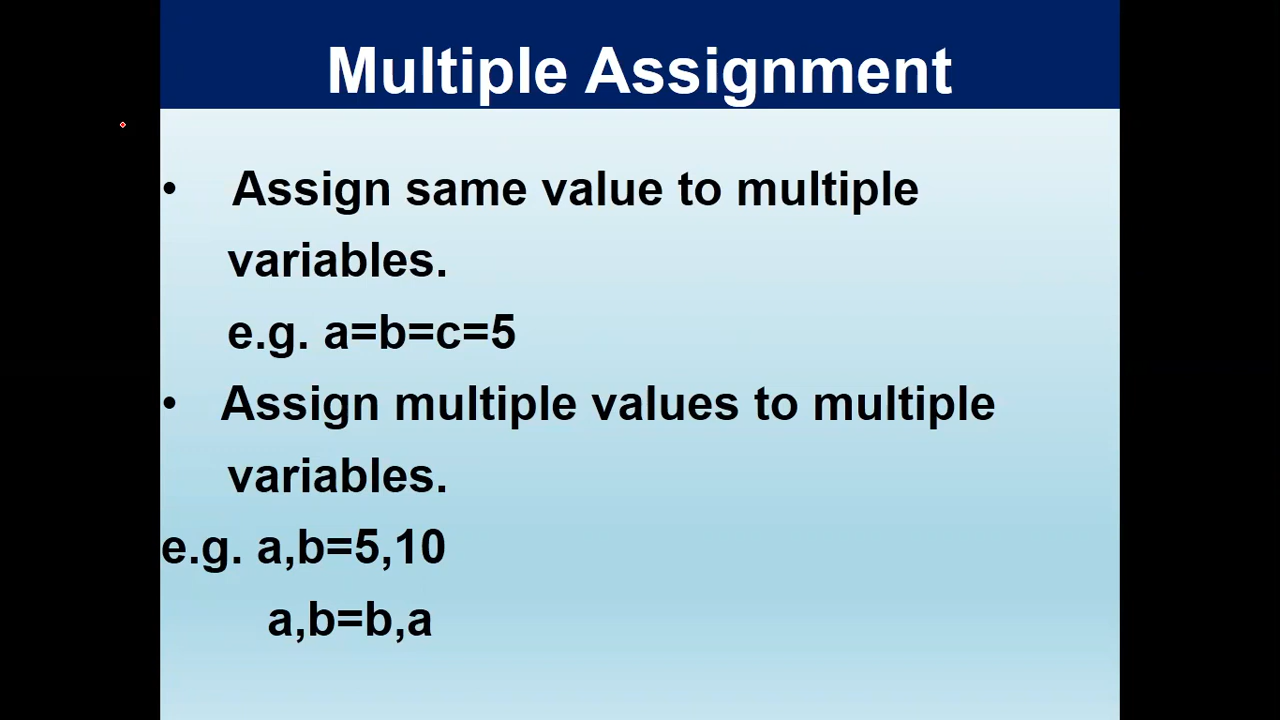 Multiple Assignment
• Assign same value to multiple
variables.
e.g. a=b=c=5
• Assign multiple values to multiple
variables.
e.g. a,b=5,10
a,b=b,a